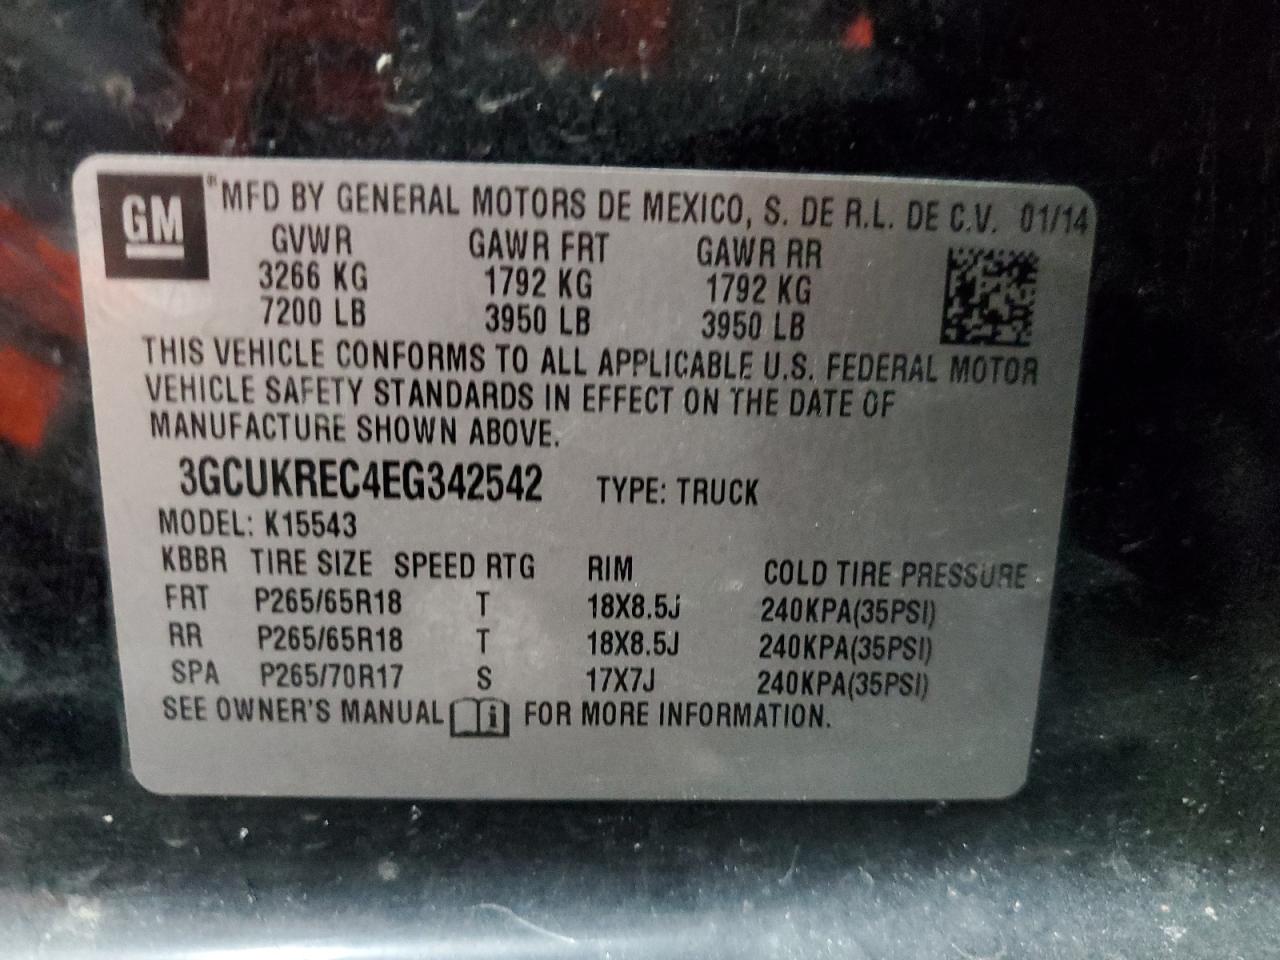 GM ® MFD BY GENERAL MOTORS DE MEXICO, S. DE R.L. DE C.V. 01/14
GVWR GAWR FRT GAWR RR
3266 KG 1792 KG 1792 KG
7200 LB 3950 LB 3950 LB
THIS VEHICLE CONFORMS TO ALL APPLICABLE U.S. FEDERAL MOTOR
VEHICLE SAFETY STANDARDS IN EFFECT ON THE DATE OF
MANUFACTURE SHOWN ABOVE.
3GCUKREC4EG342542 TYPE: TRUCK
MODEL: K15543
KBBR TIRE SIZE SPEED RTG RIM COLD TIRE PRESSURE
FRT P265/65R18 T 18X8.5J 240KPA(35PSI)
RR P265/65R18 T 18X8.5J 240KPA(35PSI)
SPA P265/70R17 S 17X7J 240KPA(35PSI)
SEE OWNER'S MANUAL i FOR MORE INFORMATION.